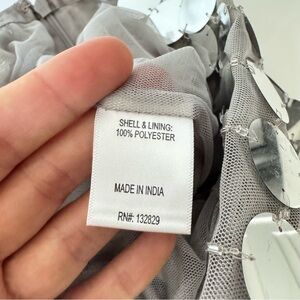 SHELL & LINING:
100% POLYESTER
MADE IN INDIA
RN#: 132829